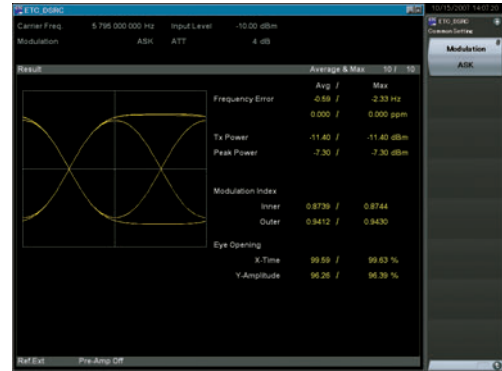 ETC_DSRC
10/15/2007 14:07:20
Carrier Freq. 5 795 000 000 Hz Input Level -10.00 dBm
Modulation ASK ATT 4 dB
ETC_DSRC
Common Setting
Modulation
ASK
Result Average & Max 10 / 10
Avg / Max
Frequency Error -0.59 / -2.33 Hz
0.000 / 0.000 ppm
Tx Power -11.40 / -11.40 dBm
Peak Power -7.30 / -7.30 dBm
Modulation Index
Inner 0.8739 / 0.8744
Outer 0.9412 / 0.9430
Eye Opening
X-Time 99.59 / 99.63 %
Y-Amplitude 96.26 / 96.39 %
Ref.Ext Pre-Amp Off